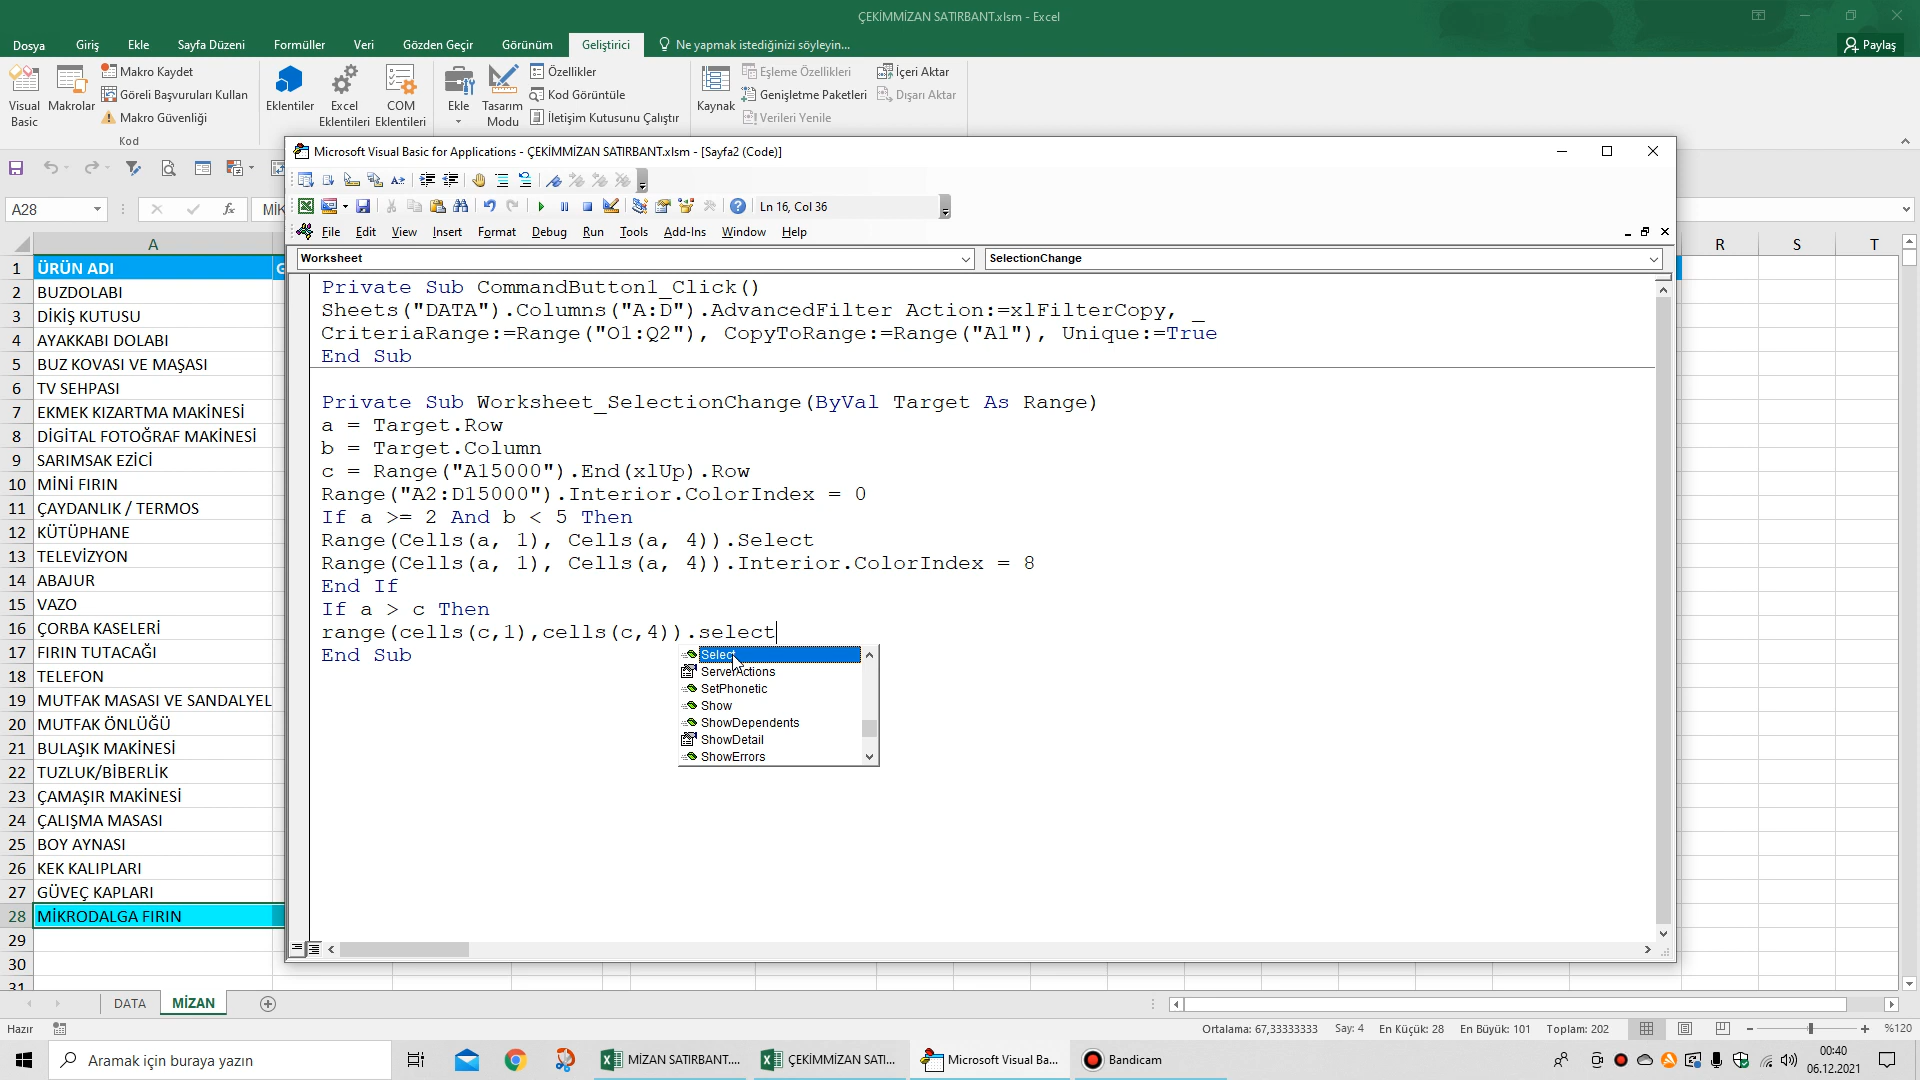 ÇEKİMMİZAN SATIRBANT.xlsm - Excel
Dosya Giriş Ekle Sayfa Düzeni Formüller Veri Gözden Geçir Görünüm Geliştirici Ne yapmak istediğinizi söyleyin... Paylaş
Visual Basic
Makrolar
Makro Kaydet
Göreli Başvuruları Kullan
Makro Güvenliği
Kod
Eklentiler
Excel Eklentileri
COM Eklentileri
Ekle
Tasarım Modu
Özellikler
Kod Görüntüle
İletişim Kutusunu Çalıştır
Kaynak
Eşleme Özellikleri
Genişletme Paketleri
Verileri Yenile
İçeri Aktar
Dışarı Aktar
A28
fx
MİK
Microsoft Visual Basic for Applications - ÇEKİMMİZAN SATIRBANT.xlsm - [Sayfa2 (Code)]
Ln 16, Col 36
File Edit View Insert Format Debug Run Tools Add-Ins Window Help
Worksheet
SelectionChange
Private Sub CommandButton1_Click()
Sheets("DATA").Columns("A:D").AdvancedFilter Action:=xlFilterCopy, _
CriteriaRange:=Range("O1:Q2"), CopyToRange:=Range("A1"), Unique:=True
End Sub
Private Sub Worksheet_SelectionChange(ByVal Target As Range)
a = Target.Row
b = Target.Column
c = Range("A15000").End(xlUp).Row
Range("A2:D15000").Interior.ColorIndex = 0
If a >= 2 And b < 5 Then
Range(Cells(a, 1), Cells(a, 4)).Select
Range(Cells(a, 1), Cells(a, 4)).Interior.ColorIndex = 8
End If
If a > c Then
range(cells(c,1),cells(c,4)).select
End Sub
Select
ServerActions
SetPhonetic
Show
ShowDependents
ShowDetail
ShowErrors
A R S T
1 ÜRÜN ADI G
2 BUZDOLABI
3 DİKİŞ KUTUSU
4 AYAKKABI DOLABI
5 BUZ KOVASI VE MAŞASI
6 TV SEHPASI
7 EKMEK KIZARTMA MAKİNESİ
8 DİGİTAL FOTOĞRAF MAKİNESİ
9 SARIMSAK EZİCİ
10 MİNİ FIRIN
11 ÇAYDANLIK / TERMOS
12 KÜTÜPHANE
13 TELEVİZYON
14 ABAJUR
15 VAZO
16 ÇORBA KASELERİ
17 FIRIN TUTACAĞI
18 TELEFON
19 MUTFAK MASASI VE SANDALYEL
20 MUTFAK ÖNLÜĞÜ
21 BULAŞIK MAKİNESİ
22 TUZLUK/BİBERLİK
23 ÇAMAŞIR MAKİNESİ
24 ÇALIŞMA MASASI
25 BOY AYNASI
26 KEK KALIPLARI
27 GÜVEÇ KAPLARI
28 MİKRODALGA FIRIN
29
30
31
DATA MİZAN
Hazır Ortalama: 67,33333333 Say: 4 En Küçük: 28 En Büyük: 101 Toplam: 202 %120
Aramak için buraya yazın
MİZAN SATIRBANT....
ÇEKİMMİZAN SATI...
Microsoft Visual Ba...
Bandicam
00:40
06.12.2021